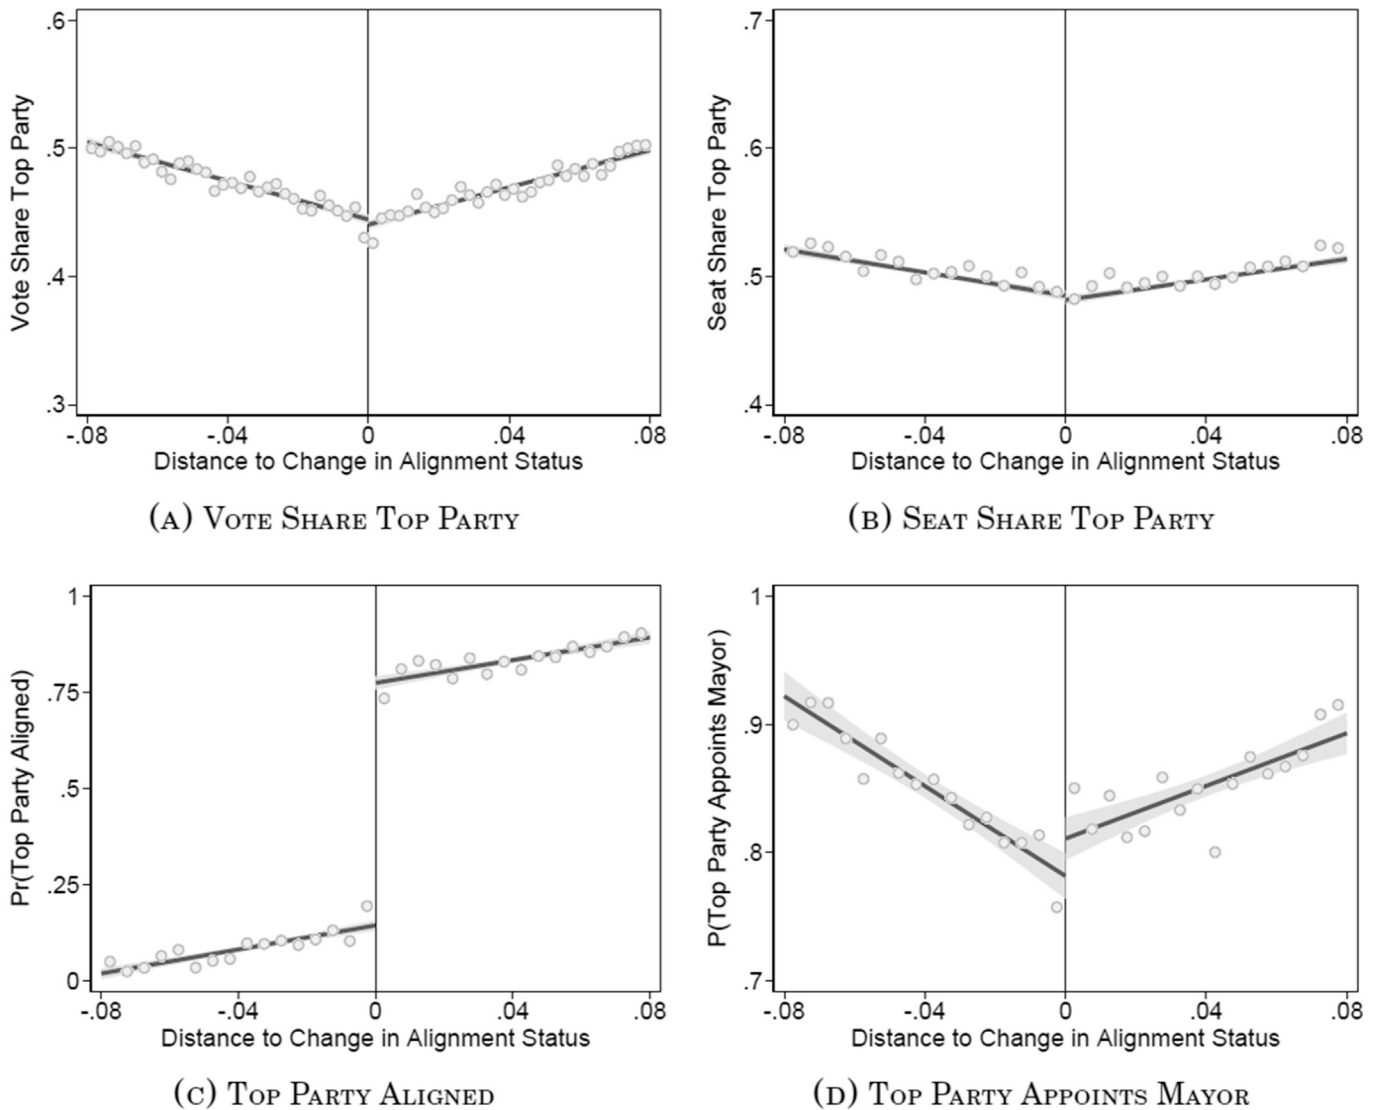 Vote Share Top Party
.6
.5
.4
.3
-.08 -.04 0 .04 .08
Distance to Change in Alignment Status
(A) Vote Share Top Party
Seat Share Top Party
.7
.6
.5
.4
-.08 -.04 0 .04 .08
Distance to Change in Alignment Status
(B) Seat Share Top Party
Pr(Top Party Aligned)
1
.75
.5
.25
0
-.08 -.04 0 .04 .08
Distance to Change in Alignment Status
(C) Top Party Aligned
P(Top Party Appoints Mayor)
1
.9
.8
.7
-.08 -.04 0 .04 .08
Distance to Change in Alignment Status
(D) Top Party Appoints Mayor